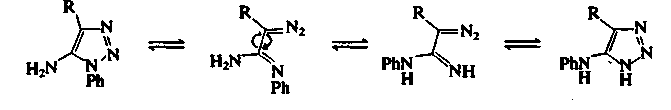 R N N N H₂N Ph
R N₂ H₂N N Ph
R N₂ PhN H NH
R N N N H PhN H